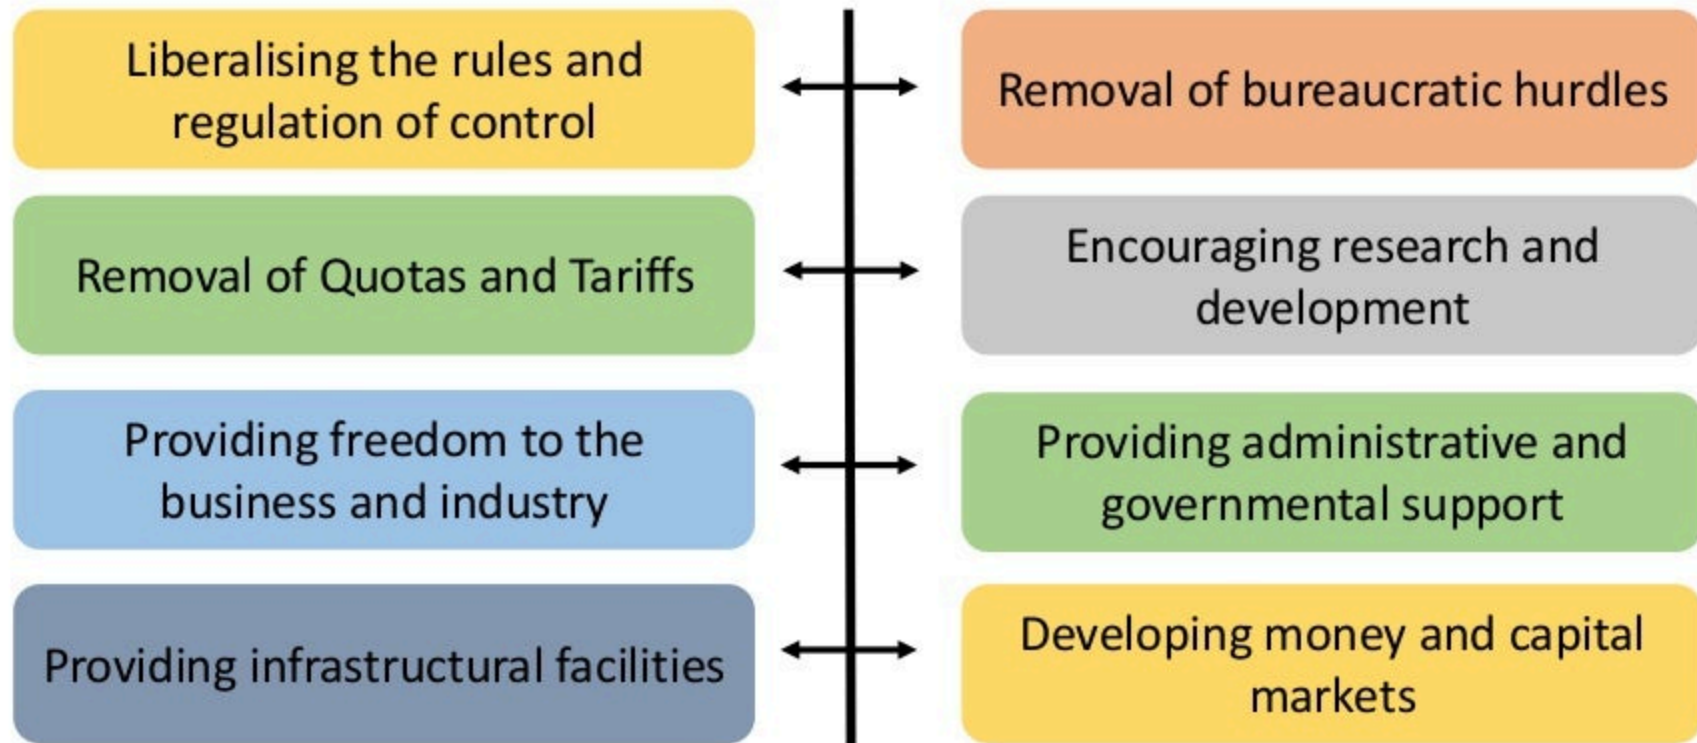 Liberalising the rules and
regulation of control
Removal of bureaucratic hurdles
Removal of Quotas and Tariffs
Encouraging research and
development
Providing freedom to the
business and industry
Providing administrative and
governmental support
Providing infrastructural facilities
Developing money and capital
markets